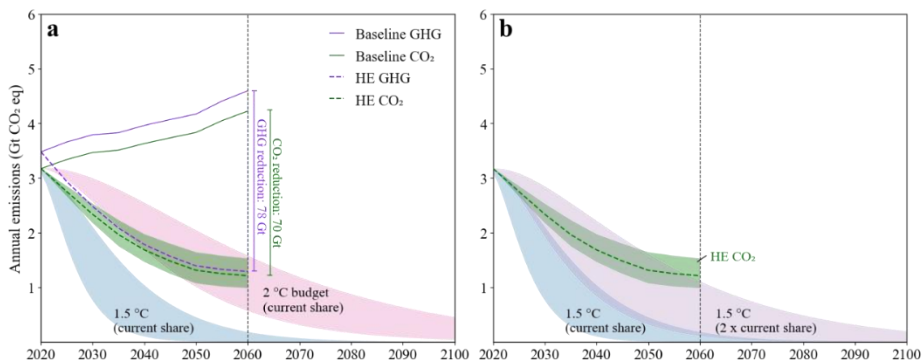 Annual emissions (Gt CO₂ eq)
6
5
4
3
2
1
a
Baseline GHG
Baseline CO₂
HE GHG
HE CO₂
GHG reduction: 78 Gt
CO₂ reduction: 70 Gt
1.5 °C
(current share)
2 °C budget
(current share)
2020 2030 2040 2050 2060 2070 2080 2090 2100
6
5
4
3
2
1
b
HE CO₂
1.5 °C
(current share)
1.5 °C
(2 x current share)
2020 2030 2040 2050 2060 2070 2080 2090 2100